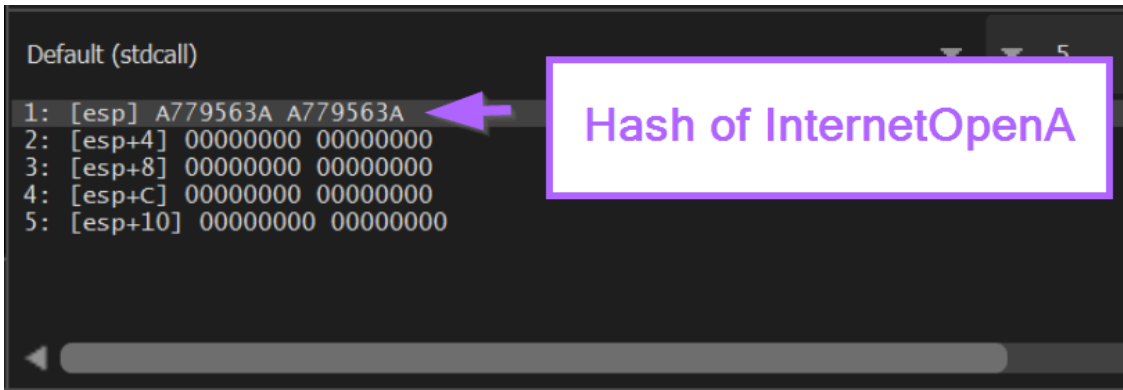 Default (stdcall)
5
1: [esp] A779563A A779563A
2: [esp+4] 00000000 00000000
3: [esp+8] 00000000 00000000
4: [esp+C] 00000000 00000000
5: [esp+10] 00000000 00000000
Hash of InternetOpenA